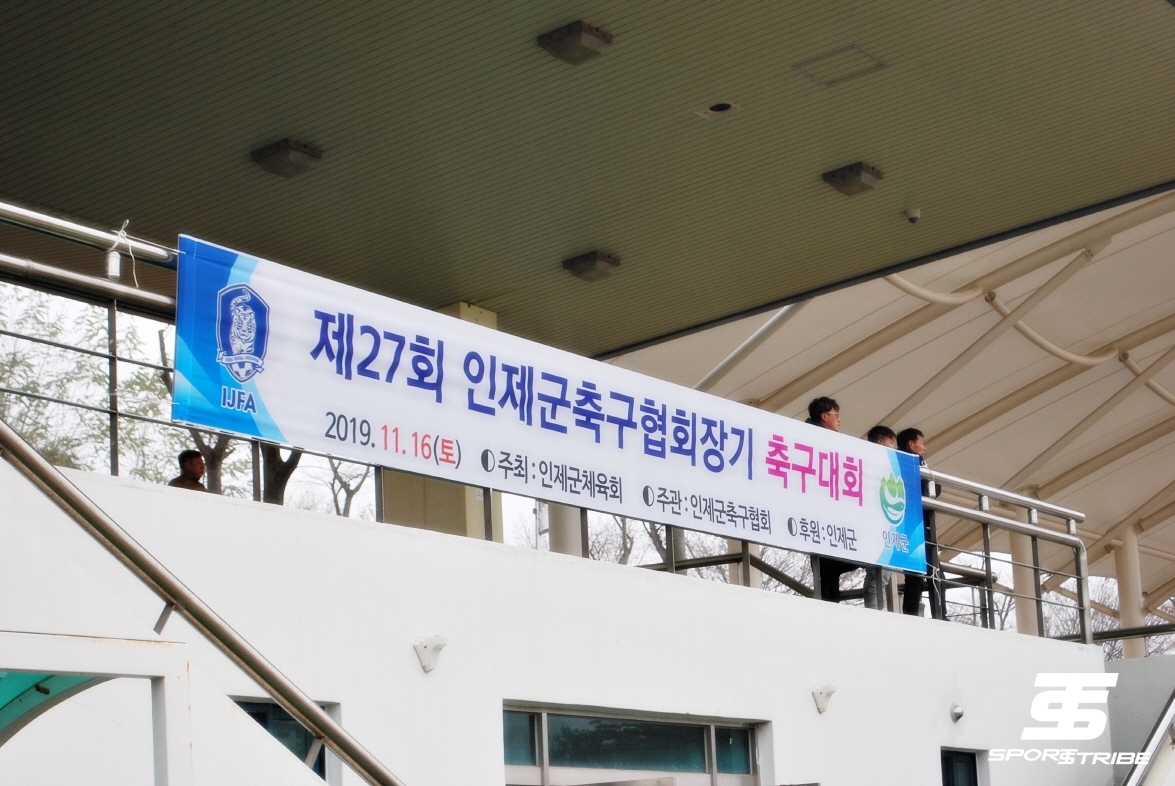 IJFA
제27회 인제군축구협회장기 축구대회
2019. 11. 16(토) 주최 : 인제군체육회 주관 : 인제군축구협회 후원 : 인제군
인제군
SPORTSTRIBE